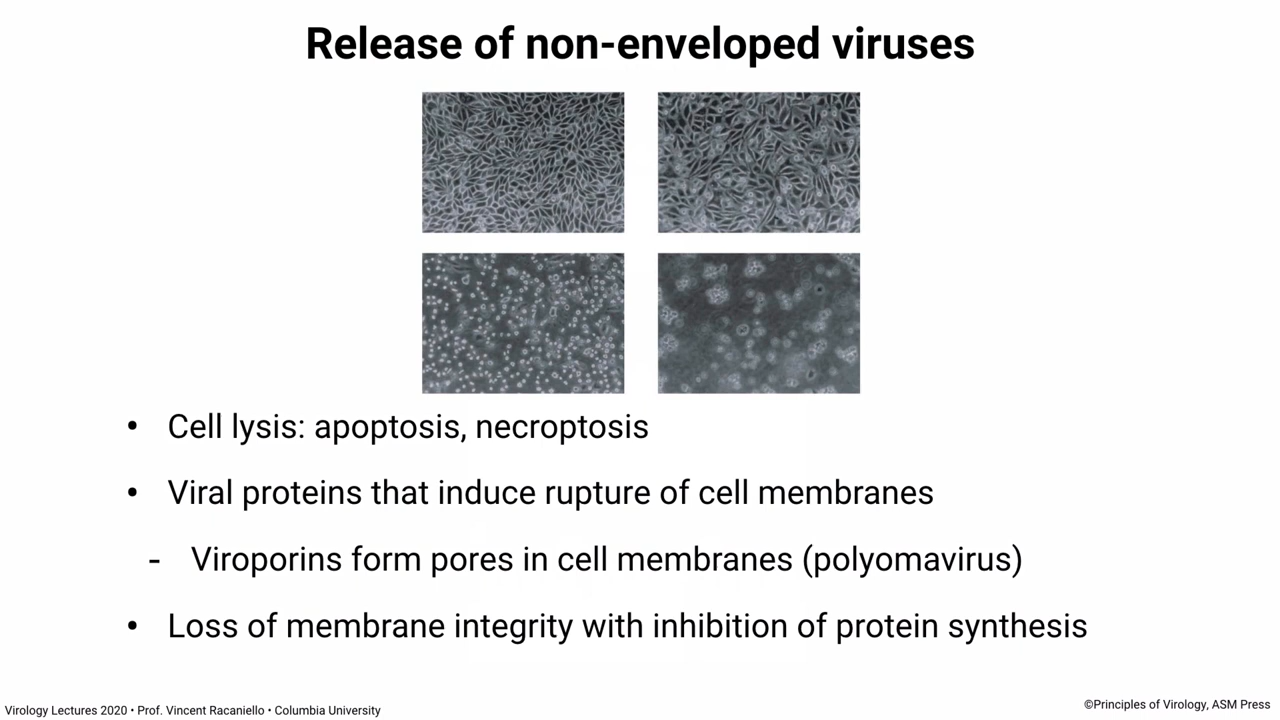 Release of non-enveloped viruses
• Cell lysis: apoptosis, necroptosis
• Viral proteins that induce rupture of cell membranes
- Viroporins form pores in cell membranes (polyomavirus)
• Loss of membrane integrity with inhibition of protein synthesis
Virology Lectures 2020 • Prof. Vincent Racaniello • Columbia University
©Principles of Virology, ASM Press